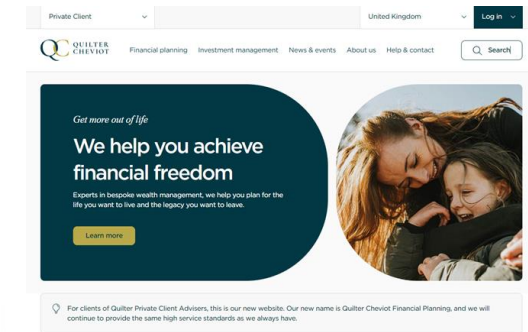 Private Client
United Kingdom
Log in
QUILTER
CHEVIOT
Financial planning
Investment management
News & events
About us
Help & contact
Search
Get more out of life
We help you achieve
financial freedom
Experts in bespoke wealth management, we help you plan for the
life you want to live and the legacy you want to leave.
Learn more
For clients of Quilter Private Client Advisers, this is our new website. Our new name is Quilter Cheviot Financial Planning, and we will
continue to provide the same high service standards as we always have.